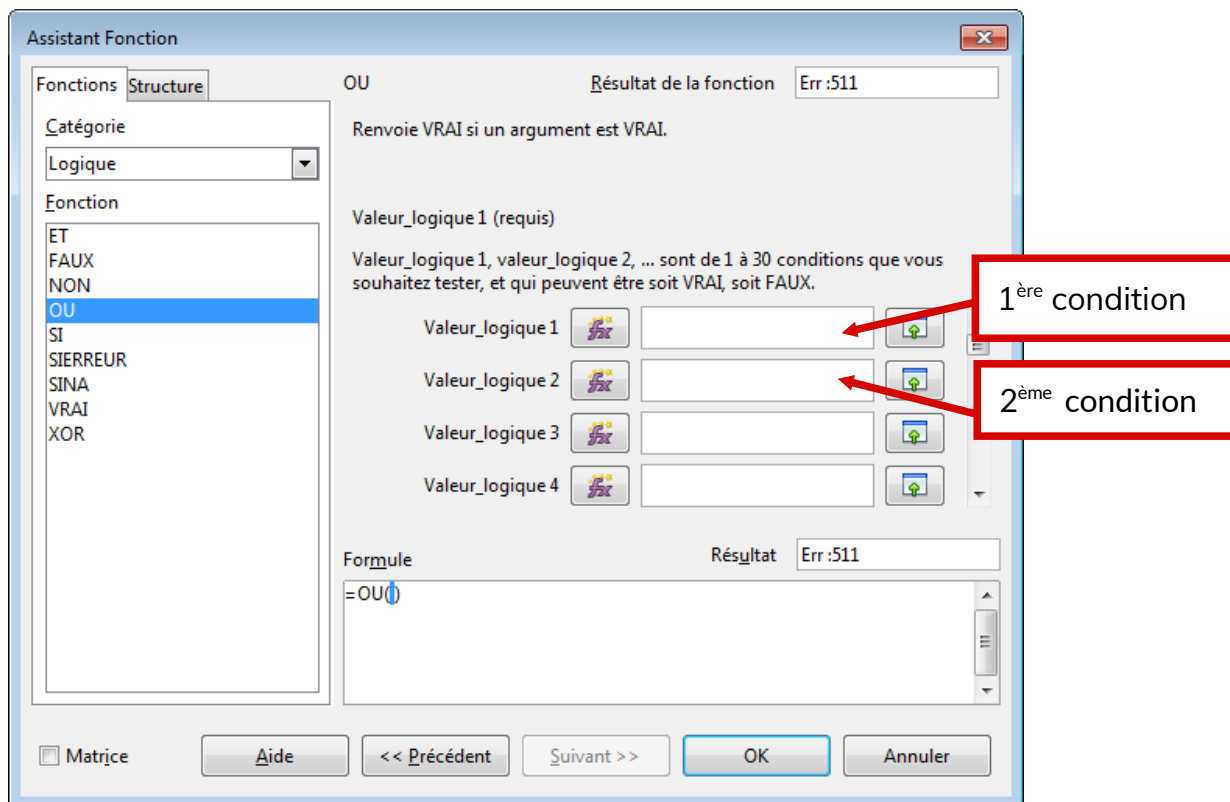 Assistant Fonction
Fonctions Structure
Catégorie
Logique
Fonction
ET
FAUX
NON
OU
SI
SIERREUR
SINA
VRAI
XOR
OU Résultat de la fonction Err :511
Renvoie VRAI si un argument est VRAI.
Valeur_logique 1 (requis)
Valeur_logique 1, valeur_logique 2, ... sont de 1 à 30 conditions que vous
souhaitez tester, et qui peuvent être soit VRAI, soit FAUX.
Valeur_logique 1
Valeur_logique 2
Valeur_logique 3
Valeur_logique 4
1ère condition
2ème condition
Formule Résultat Err :511
=OU()
Matrice Aide << Précédent Suivant >> OK Annuler